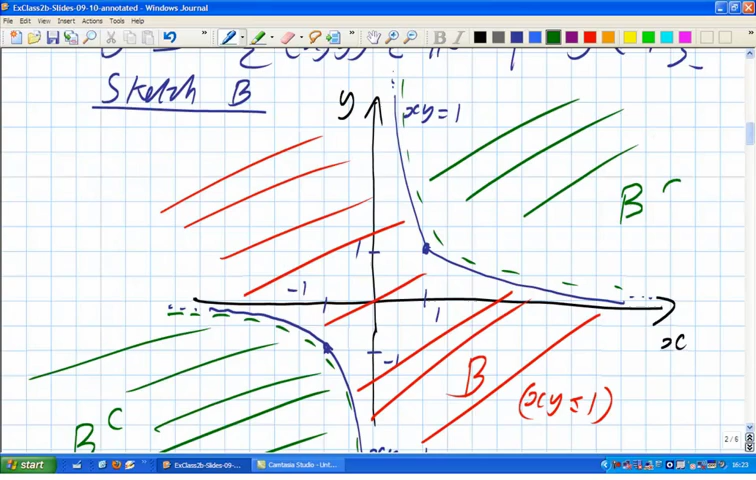 ExClass2b-Slides-09-10-annotated - Windows Journal
File Edit View Insert Actions Tools Help
B I
Sketch B
y
xy=1
B C
1
-1
1
x
-1
B
(xy ≤ 1)
B C
2 / 6
start
ExClass2b-Slides-09-...
Camtasia Studio - Unt...
16:23